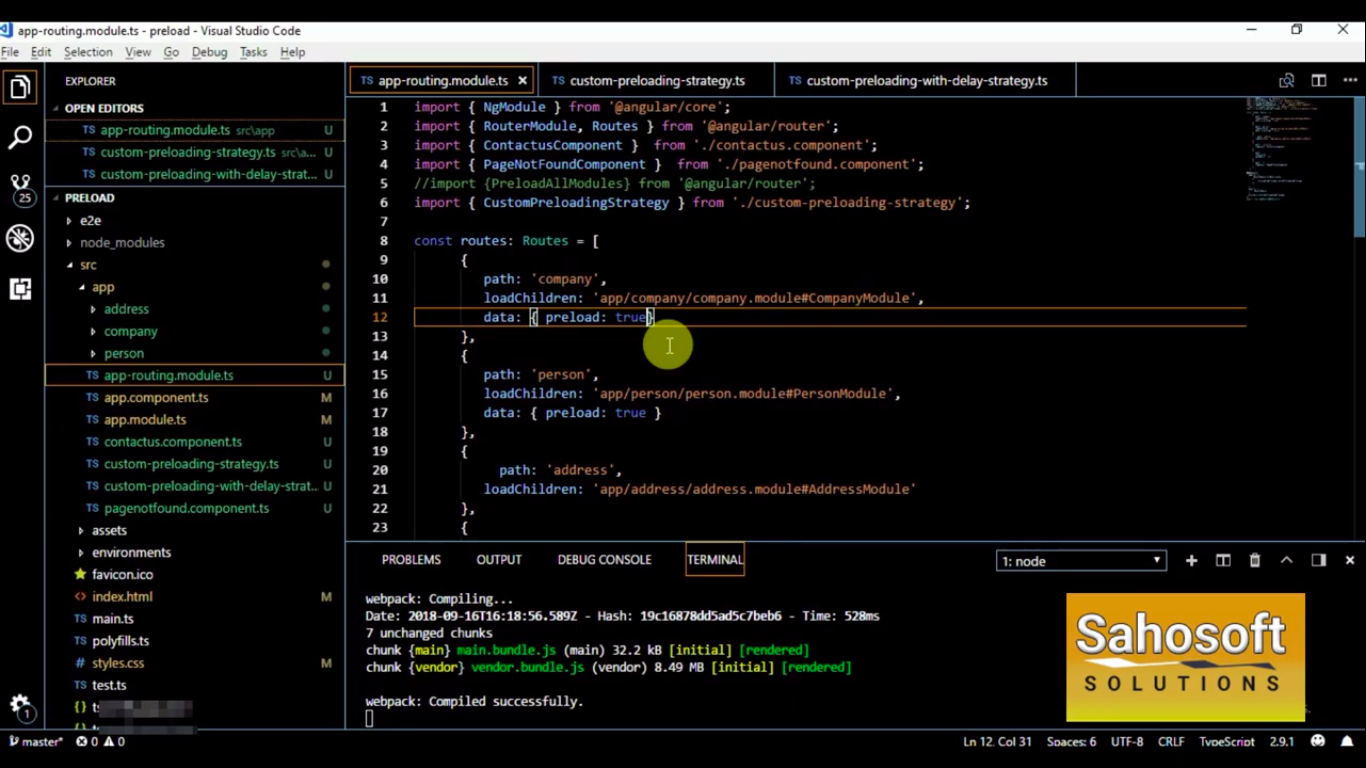 app-routing.module.ts - preload - Visual Studio Code
File Edit Selection View Go Debug Tasks Help
EXPLORER
OPEN EDITORS
TS app-routing.module.ts src\app U
TS custom-preloading-strategy.ts src\a... U
TS custom-preloading-with-delay-strat... U
25
PRELOAD
e2e
node_modules
src
app
address
company
person
TS app-routing.module.ts U
TS app.component.ts M
TS app.module.ts M
TS contactus.component.ts U
TS custom-preloading-strategy.ts U
TS custom-preloading-with-delay-strat... U
TS pagenotfound.component.ts U
assets
environments
favicon.ico
<> index.html M
TS main.ts
TS polyfills.ts
# styles.css M
TS test.ts
1
TS app-routing.module.ts × TS custom-preloading-strategy.ts TS custom-preloading-with-delay-strategy.ts
1 import { NgModule } from '@angular/core';
2 import { RouterModule, Routes } from '@angular/router';
3 import { ContactusComponent } from './contactus.component';
4 import { PageNotFoundComponent } from './pagenotfound.component';
5 //import {PreloadAllModules} from '@angular/router';
6 import { CustomPreloadingStrategy } from './custom-preloading-strategy';
7
8 const routes: Routes = [
9 {
10 path: 'company',
11 loadChildren: 'app/company/company.module#CompanyModule',
12 data: { preload: true}
13 },
14 {
15 path: 'person',
16 loadChildren: 'app/person/person.module#PersonModule',
17 data: { preload: true }
18 },
19 {
20 path: 'address',
21 loadChildren: 'app/address/address.module#AddressModule'
22 },
23 {
PROBLEMS OUTPUT DEBUG CONSOLE TERMINAL 1: node
webpack: Compiling...
Date: 2018-09-16T16:18:56.589Z - Hash: 19c16878dd5ad5c7beb6 - Time: 528ms
7 unchanged chunks
chunk {main} main.bundle.js (main) 32.2 kB [initial] [rendered]
chunk {vendor} vendor.bundle.js (vendor) 8.49 MB [initial] [rendered]
webpack: Compiled successfully.
Sahosoft
SOLUTIONS
master* 0 0 Ln 12, Col 31 Spaces: 6 UTF-8 CRLF TypeScript 2.9.1